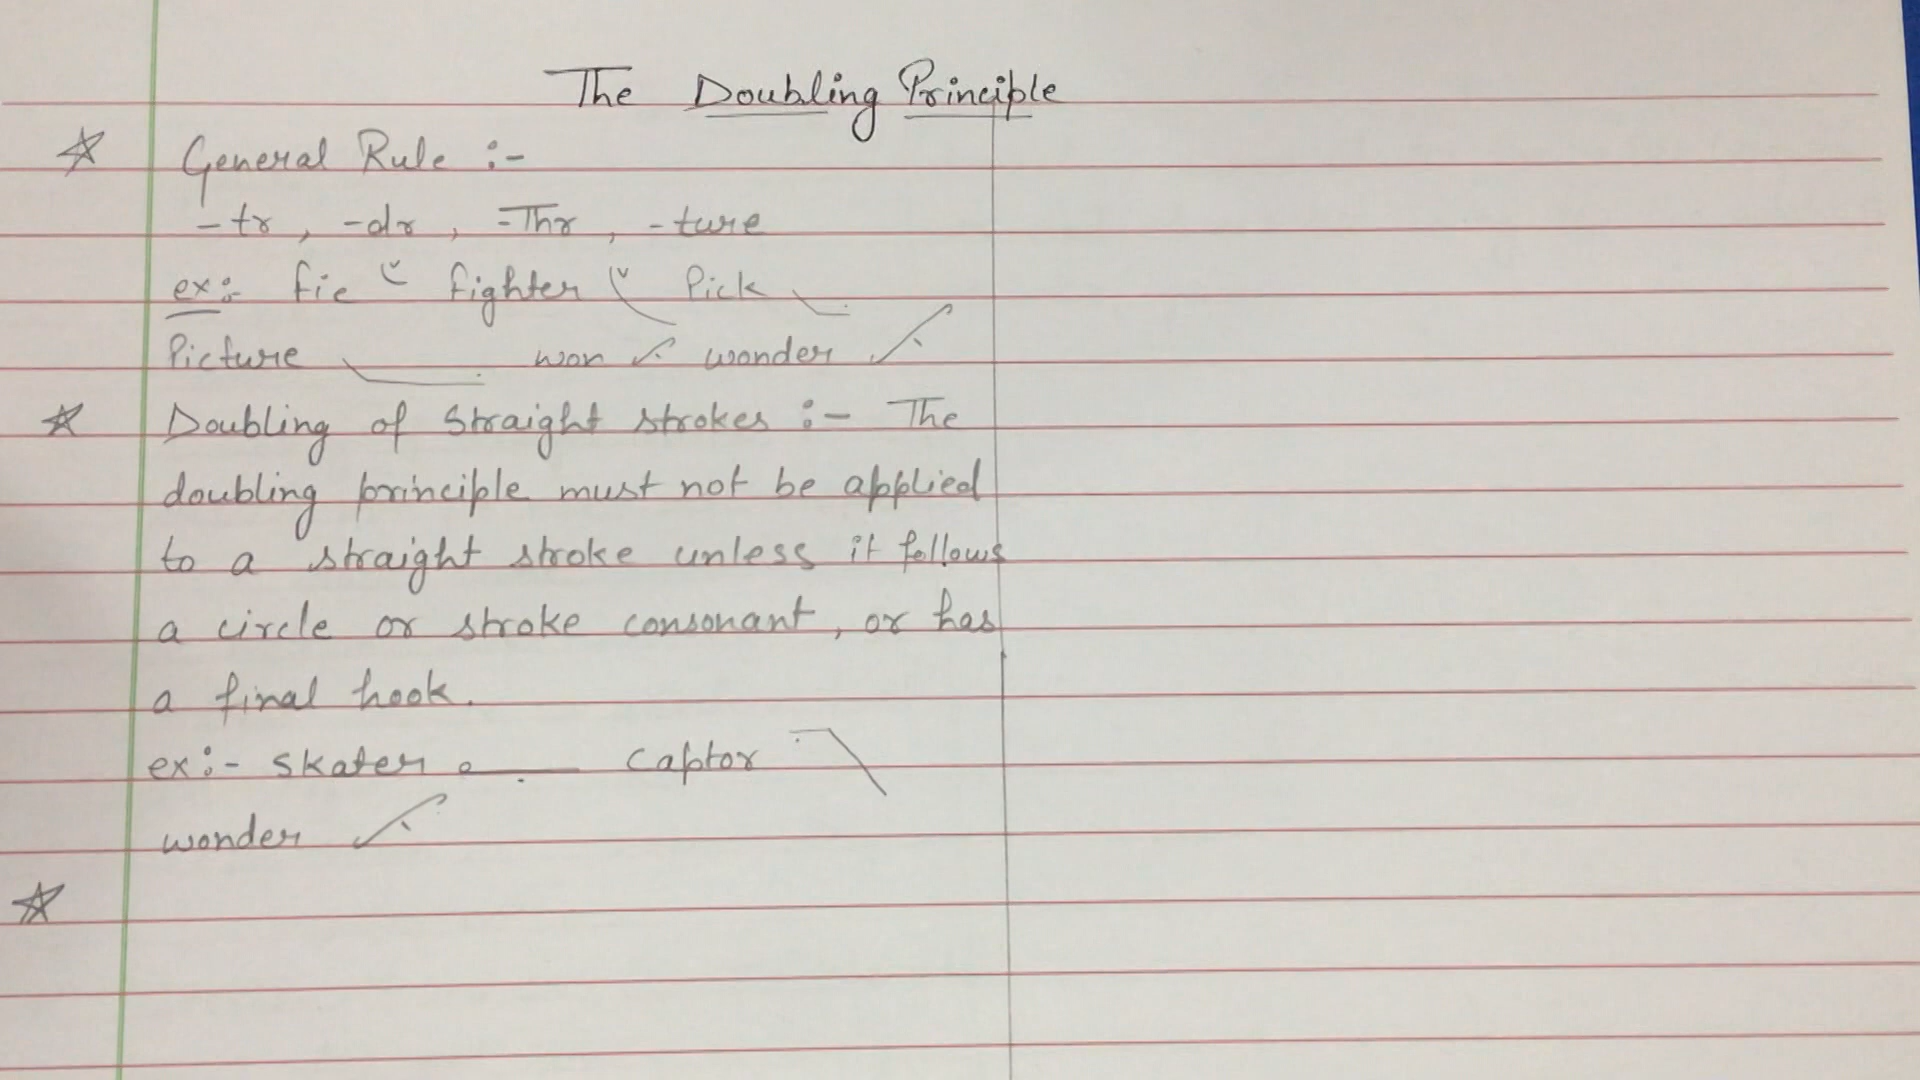 The Doubling Principle
General Rule :-
-tr, -dr, -Thr, -ture
ex:- fie fighter Pick
Picture won wonder
Doubling of Straight strokes :- The
doubling principle must not be applied
to a straight stroke unless it follows
a circle or stroke consonant, or has
a final hook.
ex:- skater captor
wonder